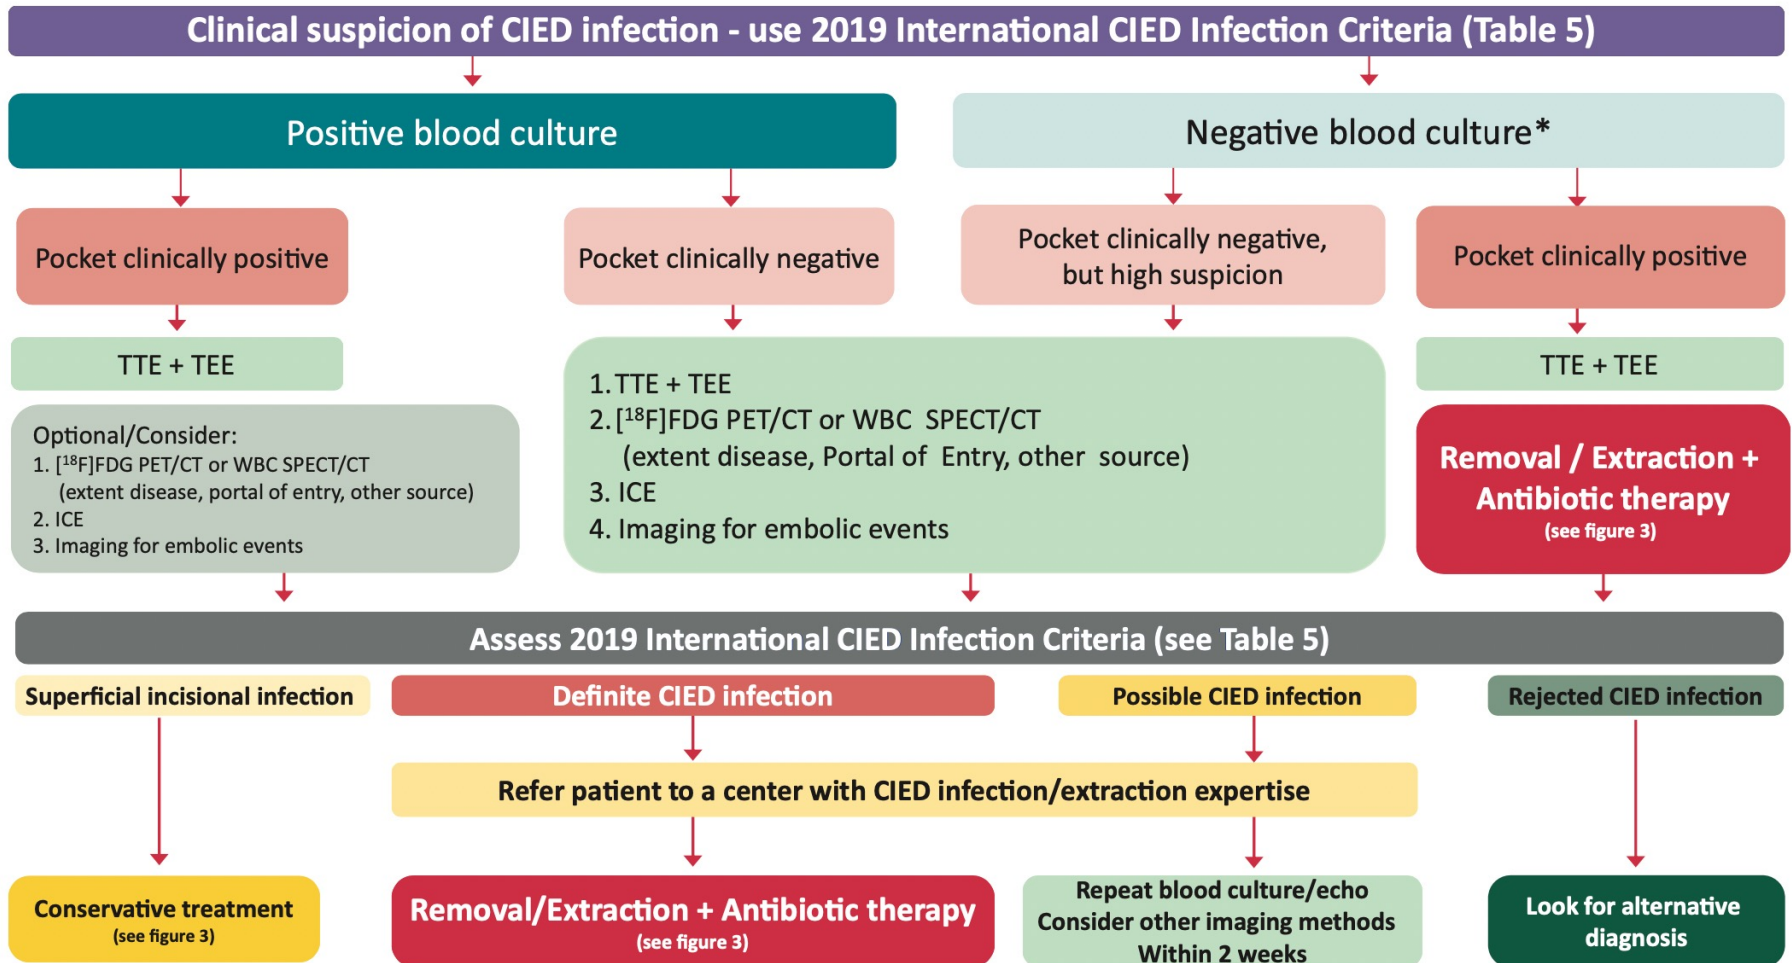 Clinical suspicion of CIED infection - use 2019 International CIED Infection Criteria (Table 5)
Positive blood culture
Negative blood culture*
Pocket clinically positive
Pocket clinically negative
Pocket clinically negative,
but high suspicion
Pocket clinically positive
TTE + TEE
Optional/Consider:
1. [¹⁸F]FDG PET/CT or WBC SPECT/CT
(extent disease, portal of entry, other source)
2. ICE
3. Imaging for embolic events
1. TTE + TEE
2. [¹⁸F]FDG PET/CT or WBC SPECT/CT
(extent disease, Portal of Entry, other source)
3. ICE
4. Imaging for embolic events
TTE + TEE
Removal / Extraction +
Antibiotic therapy
(see figure 3)
Assess 2019 International CIED Infection Criteria (see Table 5)
Superficial incisional infection
Definite CIED infection
Possible CIED infection
Rejected CIED infection
Refer patient to a center with CIED infection/extraction expertise
Conservative treatment
(see figure 3)
Removal/Extraction + Antibiotic therapy
(see figure 3)
Repeat blood culture/echo
Consider other imaging methods
Within 2 weeks
Look for alternative
diagnosis